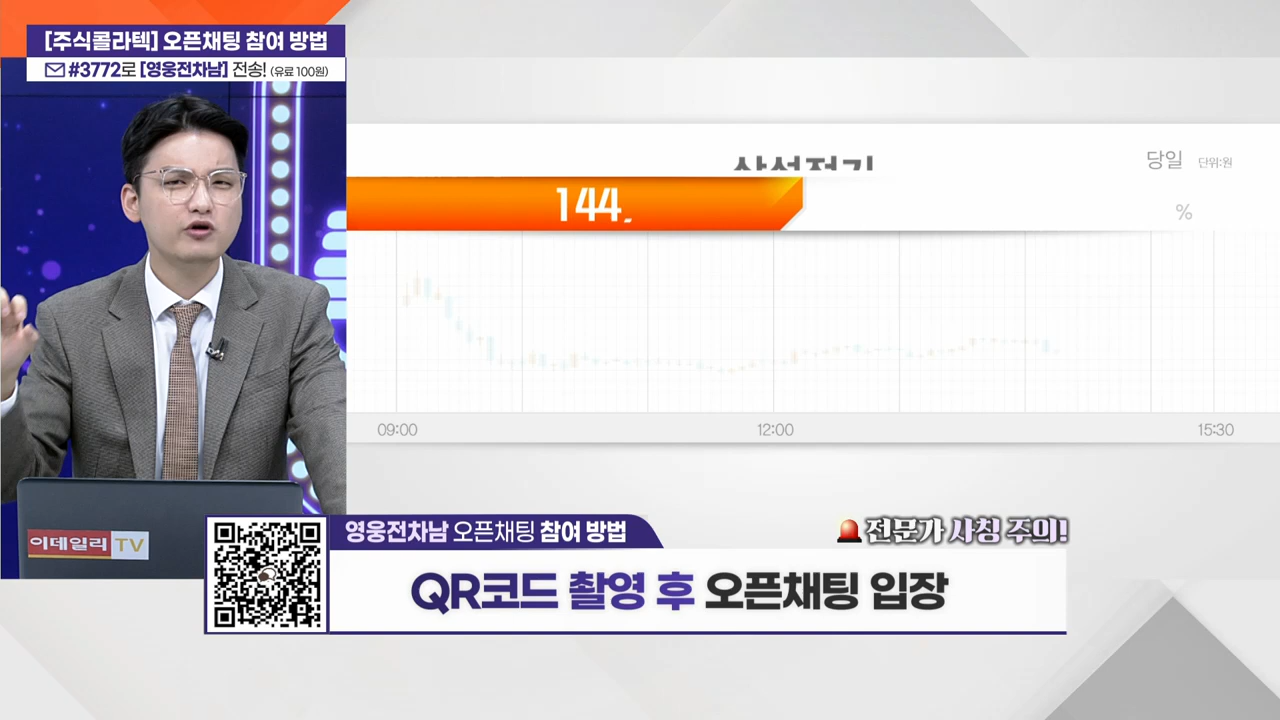 [주식콜라텍] 오픈채팅 참여 방법
#3772로 [영웅전차남] 전송! (유료 100원)
당일 단위:원
144.
%
09:00 12:00 15:30
이데일리 TV
영웅전차남 오픈채팅 참여 방법
전문가 사칭 주의!
QR코드 촬영 후 오픈채팅 입장